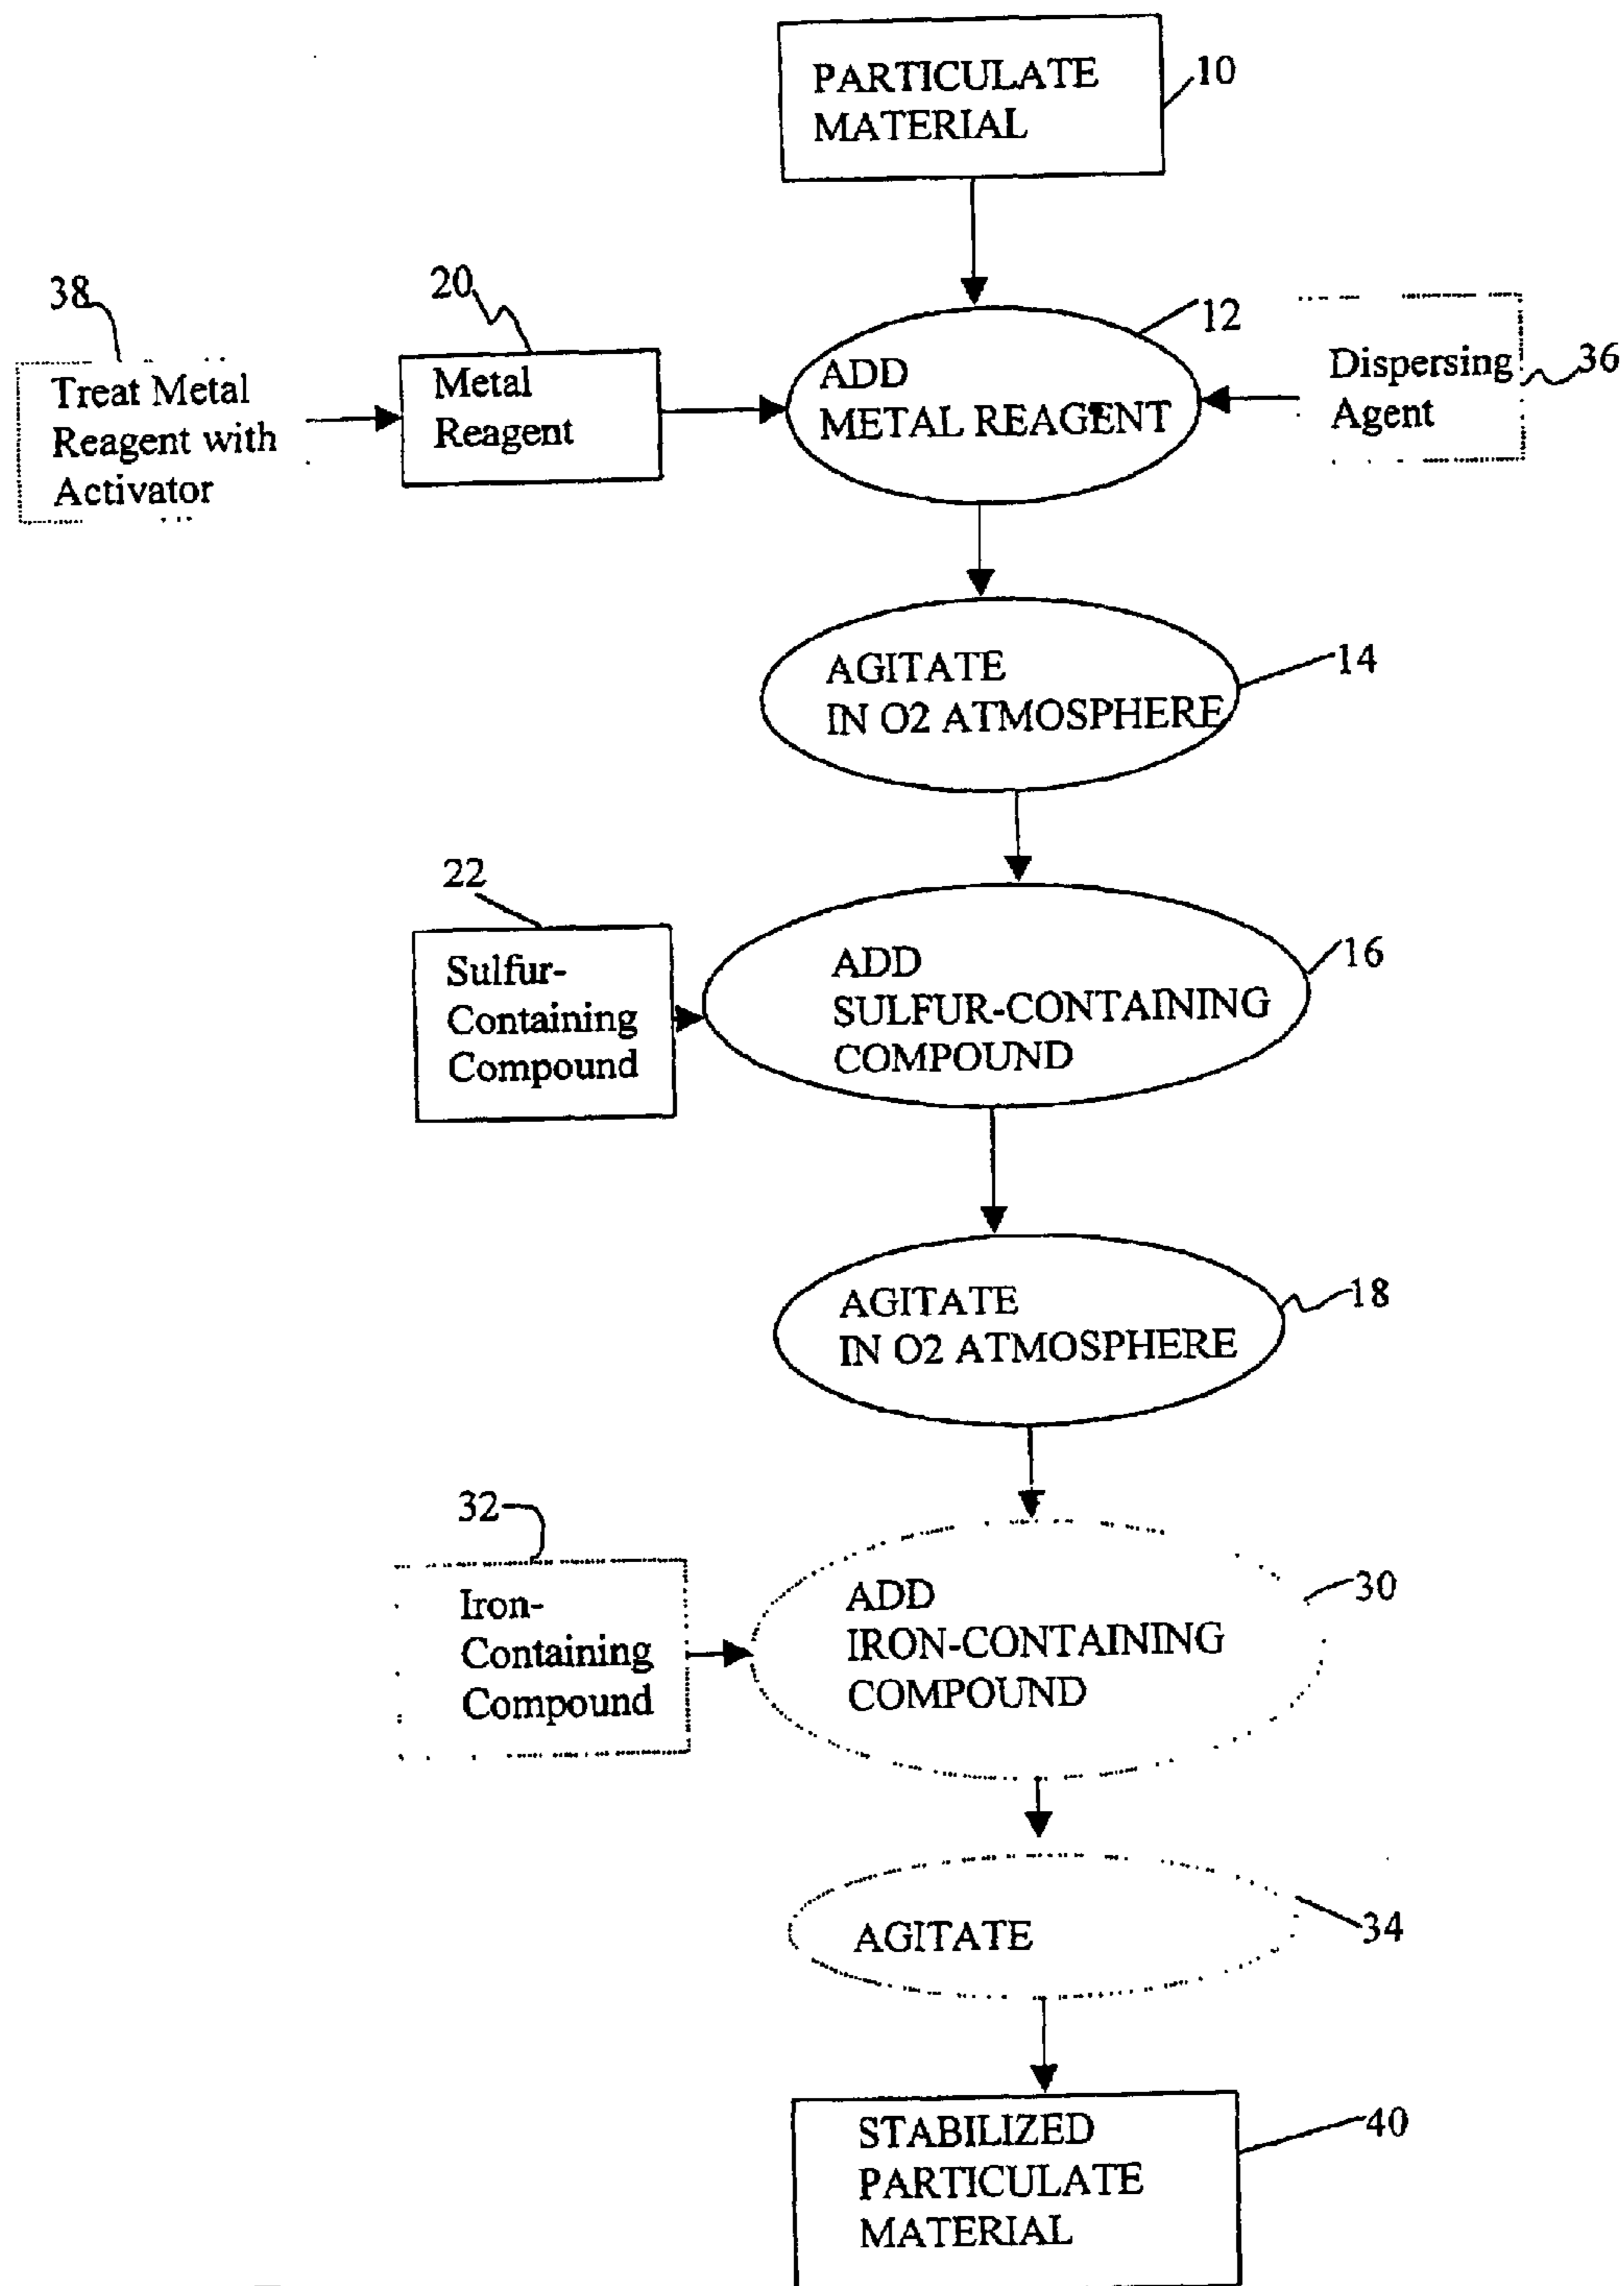 PARTICULATE
MATERIAL
10
38
20
12
Treat Metal
Reagent with
Activator
Metal
Reagent
ADD
METAL REAGENT
Dispersing
Agent
36
AGITATE
IN O2 ATMOSPHERE
14
22
Sulfur-
Containing
Compound
ADD
SULFUR-CONTAINING
COMPOUND
16
AGITATE
IN O2 ATMOSPHERE
18
32
Iron-
Containing
Compound
ADD
IRON-CONTAINING
COMPOUND
30
AGITATE
34
STABILIZED
PARTICULATE
MATERIAL
40